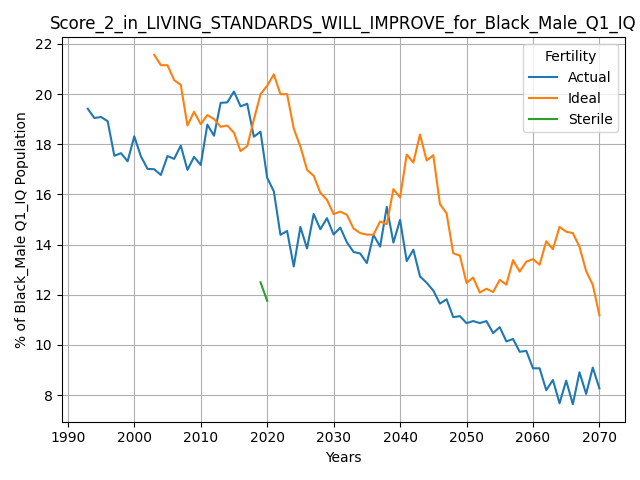 Score_2_in_LIVING_STANDARDS_WILL_IMPROVE_for_Black_Male_Q1_IQ
22
20
18
16
14
12
10
8
% of Black_Male Q1_IQ Population
Fertility
Actual
Ideal
Sterile
1990 2000 2010 2020 2030 2040 2050 2060 2070
Years